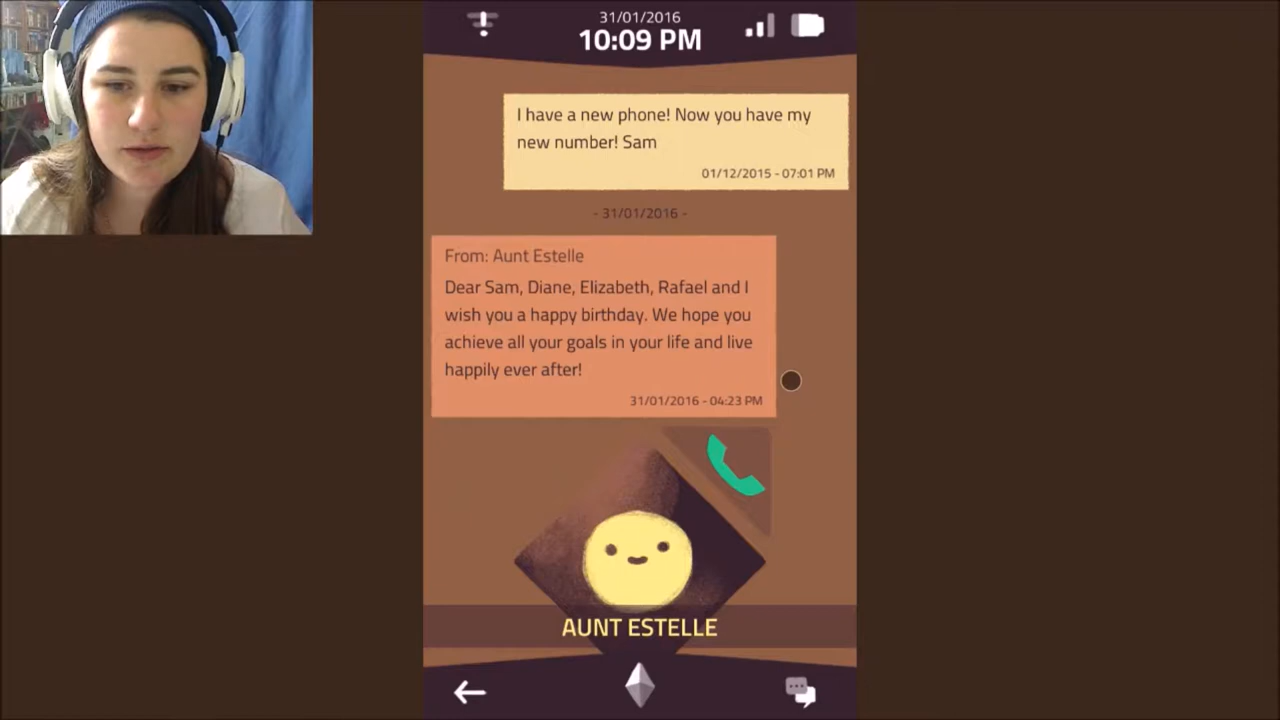 31/01/2016
10:09 PM
I have a new phone! Now you have my
new number! Sam
01/12/2015 - 07:01 PM
- 31/01/2016 -
From: Aunt Estelle
Dear Sam, Diane, Elizabeth, Rafael and I
wish you a happy birthday. We hope you
achieve all your goals in your life and live
happily ever after!
31/01/2016 - 04:23 PM
AUNT ESTELLE